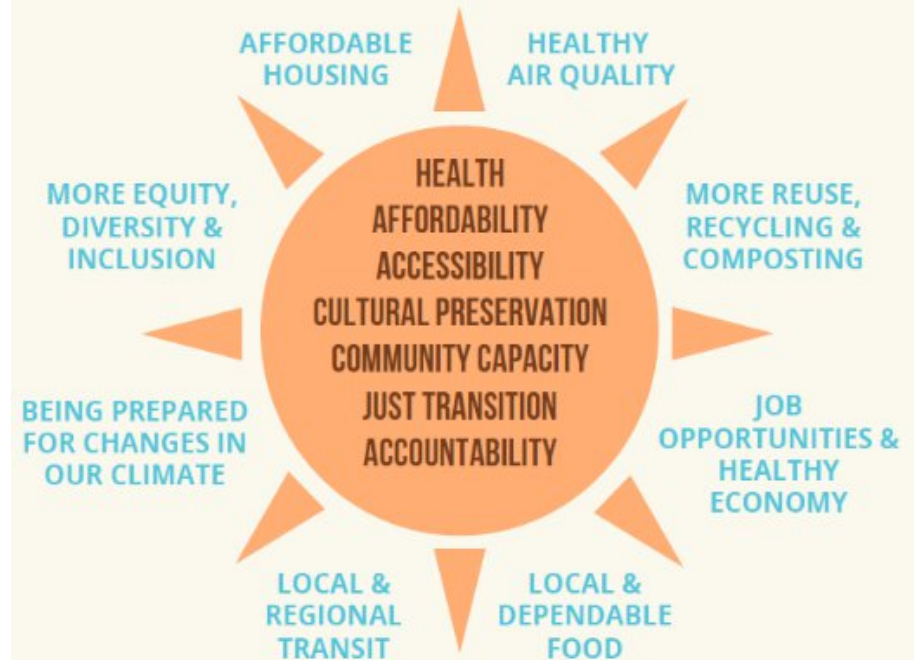 AFFORDABLE
HOUSING
HEALTHY
AIR QUALITY
MORE EQUITY,
DIVERSITY &
INCLUSION
HEALTH
AFFORDABILITY
ACCESSIBILITY
CULTURAL PRESERVATION
COMMUNITY CAPACITY
JUST TRANSITION
ACCOUNTABILITY
MORE REUSE,
RECYCLING &
COMPOSTING
BEING PREPARED
FOR CHANGES IN
OUR CLIMATE
JOB
OPPORTUNITIES &
HEALTHY
ECONOMY
LOCAL &
REGIONAL
TRANSIT
LOCAL &
DEPENDABLE
FOOD